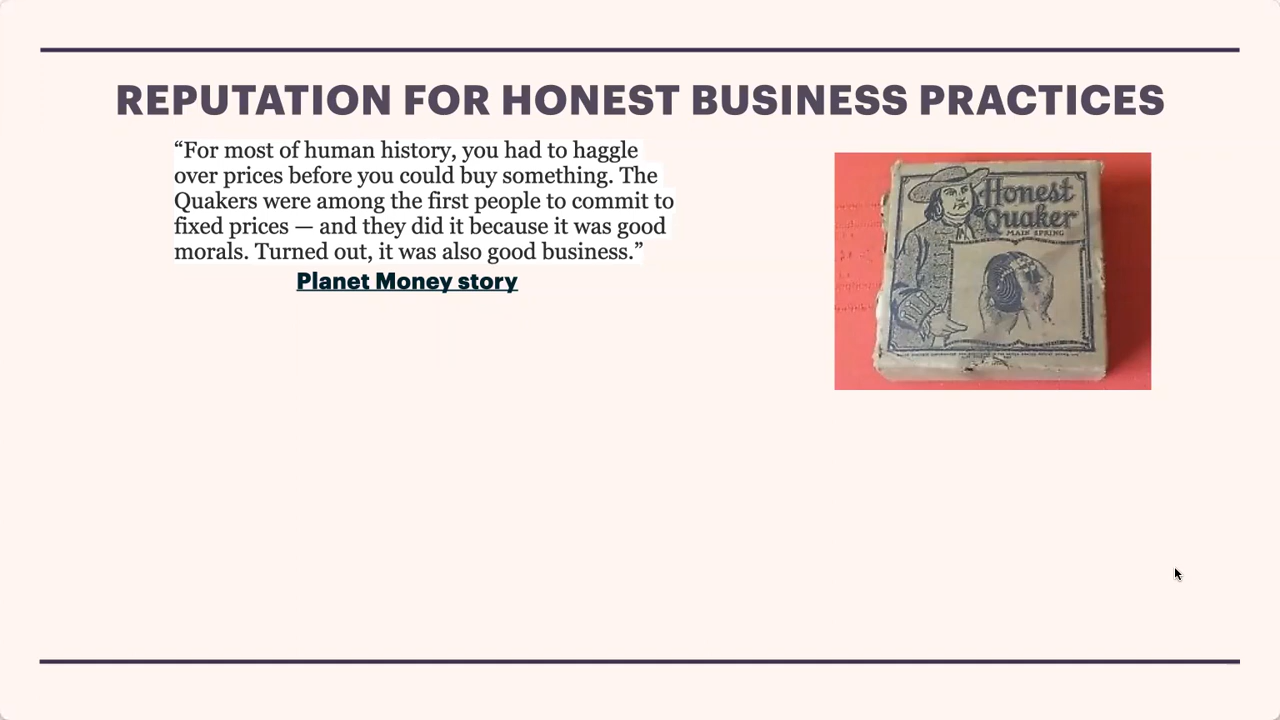 REPUTATION FOR HONEST BUSINESS PRACTICES
“For most of human history, you had to haggle
over prices before you could buy something. The
Quakers were among the first people to commit to
fixed prices — and they did it because it was good
morals. Turned out, it was also good business.”
Planet Money story
Honest
Quaker
MAIN SPRING